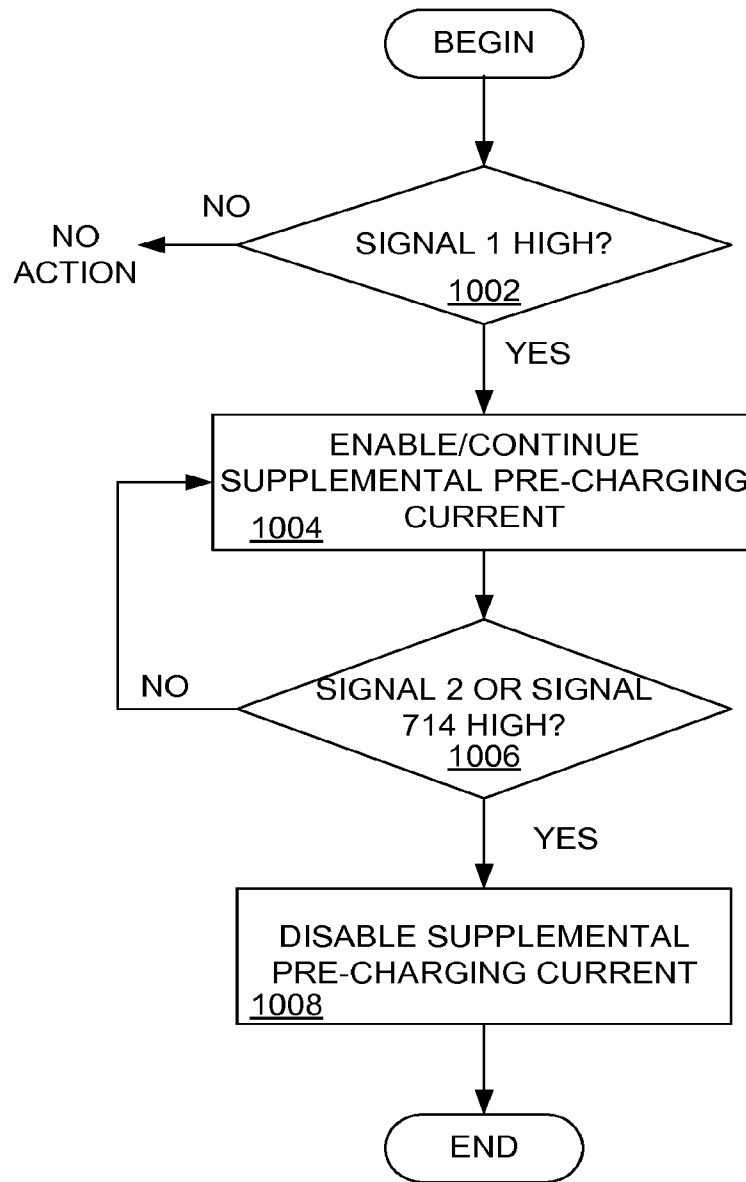 BEGIN
NO
NO
ACTION
SIGNAL 1 HIGH?
1002
YES
ENABLE/CONTINUE
SUPPLEMENTAL PRE-CHARGING
CURRENT
1004
NO
SIGNAL 2 OR SIGNAL
714 HIGH?
1006
YES
DISABLE SUPPLEMENTAL
PRE-CHARGING CURRENT
1008
END